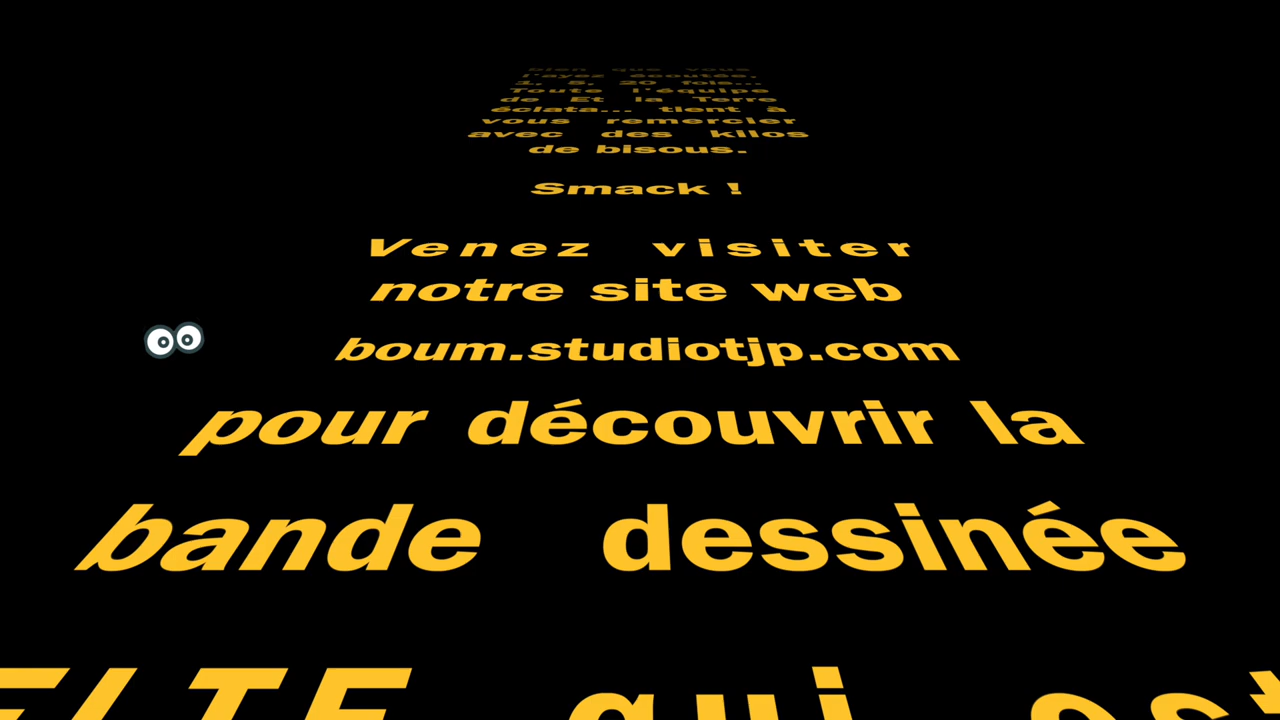 bien que vous
l'ayez écoutée,
1, 5, 20 fois...
Toute l'équipe
de Et la Terre
éclata... tient à
vous remercier
avec des kilos
de bisous.
Smack !
Venez visiter
notre site web
boum.studiotjp.com
pour découvrir la
bande dessinée
qui